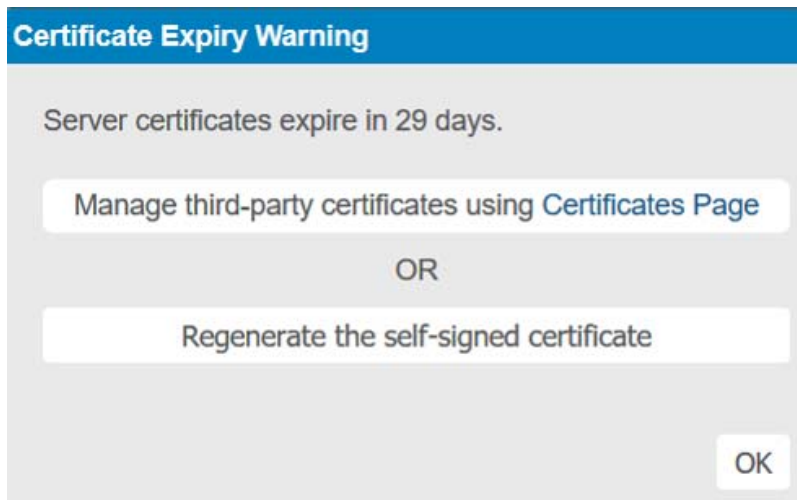 Certificate Expiry Warning
Server certificates expire in 29 days.
Manage third-party certificates using Certificates Page
OR
Regenerate the self-signed certificate
OK